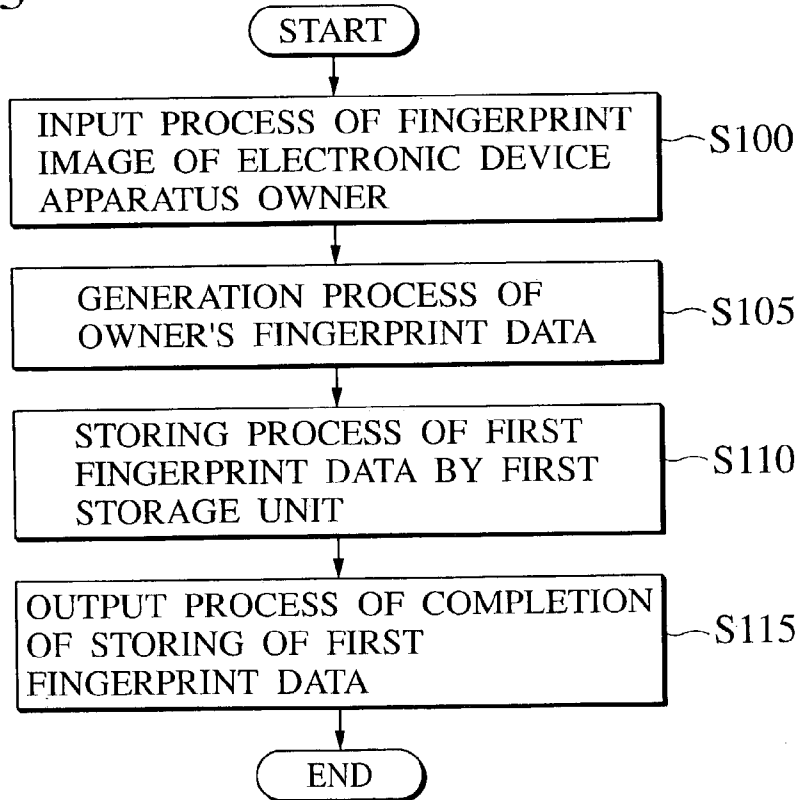 START
INPUT PROCESS OF FINGERPRINT
IMAGE OF ELECTRONIC DEVICE
APPARATUS OWNER
S100
GENERATION PROCESS OF
OWNER'S FINGERPRINT DATA
S105
STORING PROCESS OF FIRST
FINGERPRINT DATA BY FIRST
STORAGE UNIT
S110
OUTPUT PROCESS OF COMPLETION
OF STORING OF FIRST
FINGERPRINT DATA
S115
END